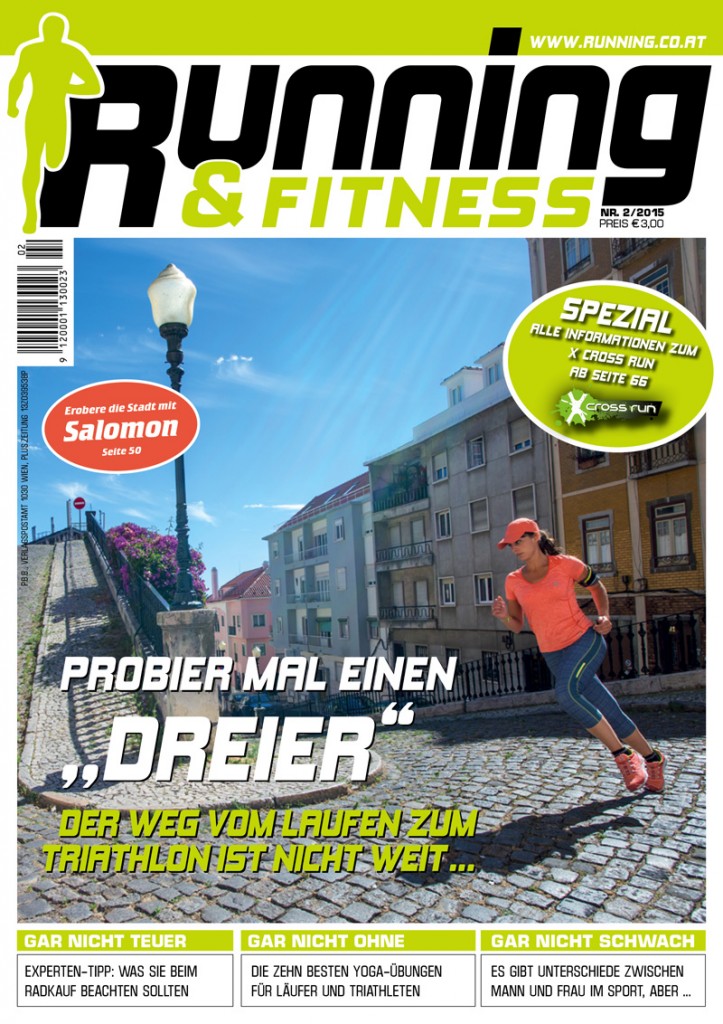 WWW.RUNNING.CO.AT
Running
& FITNESS
NR. 2/2015
PREIS € 3,00
02
9 120001 130023
P.B.B., VERLAGSPOSTAMT 1030 WIEN, PLUS.ZEITUNG 13Z039638P
SPEZIAL
ALLE INFORMATIONEN ZUM
X CROSS RUN
AB SEITE 66
X cross run
Erobere die Stadt mit
Salomon
Seite 50
PROBIER MAL EINEN
„DREIER“
DER WEG VOM LAUFEN ZUM
TRIATHLON IST NICHT WEIT ...
GAR NICHT TEUER
EXPERTEN-TIPP: WAS SIE BEIM
RADKAUF BEACHTEN SOLLTEN
GAR NICHT OHNE
DIE ZEHN BESTEN YOGA-ÜBUNGEN
FÜR LÄUFER UND TRIATHLETEN
GAR NICHT SCHWACH
ES GIBT UNTERSCHIEDE ZWISCHEN
MANN UND FRAU IM SPORT, ABER ...